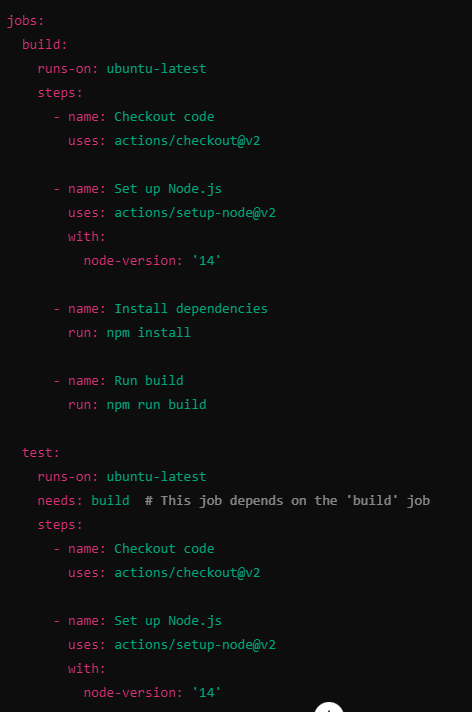 jobs:
  build:
    runs-on: ubuntu-latest
    steps:
      - name: Checkout code
        uses: actions/checkout@v2

      - name: Set up Node.js
        uses: actions/setup-node@v2
        with:
          node-version: '14'

      - name: Install dependencies
        run: npm install

      - name: Run build
        run: npm run build

  test:
    runs-on: ubuntu-latest
    needs: build  # This job depends on the 'build' job
    steps:
      - name: Checkout code
        uses: actions/checkout@v2

      - name: Set up Node.js
        uses: actions/setup-node@v2
        with:
          node-version: '14'